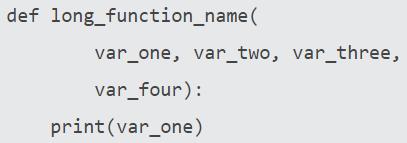 def long_function_name(
        var_one, var_two, var_three,
        var_four):
    print(var_one)